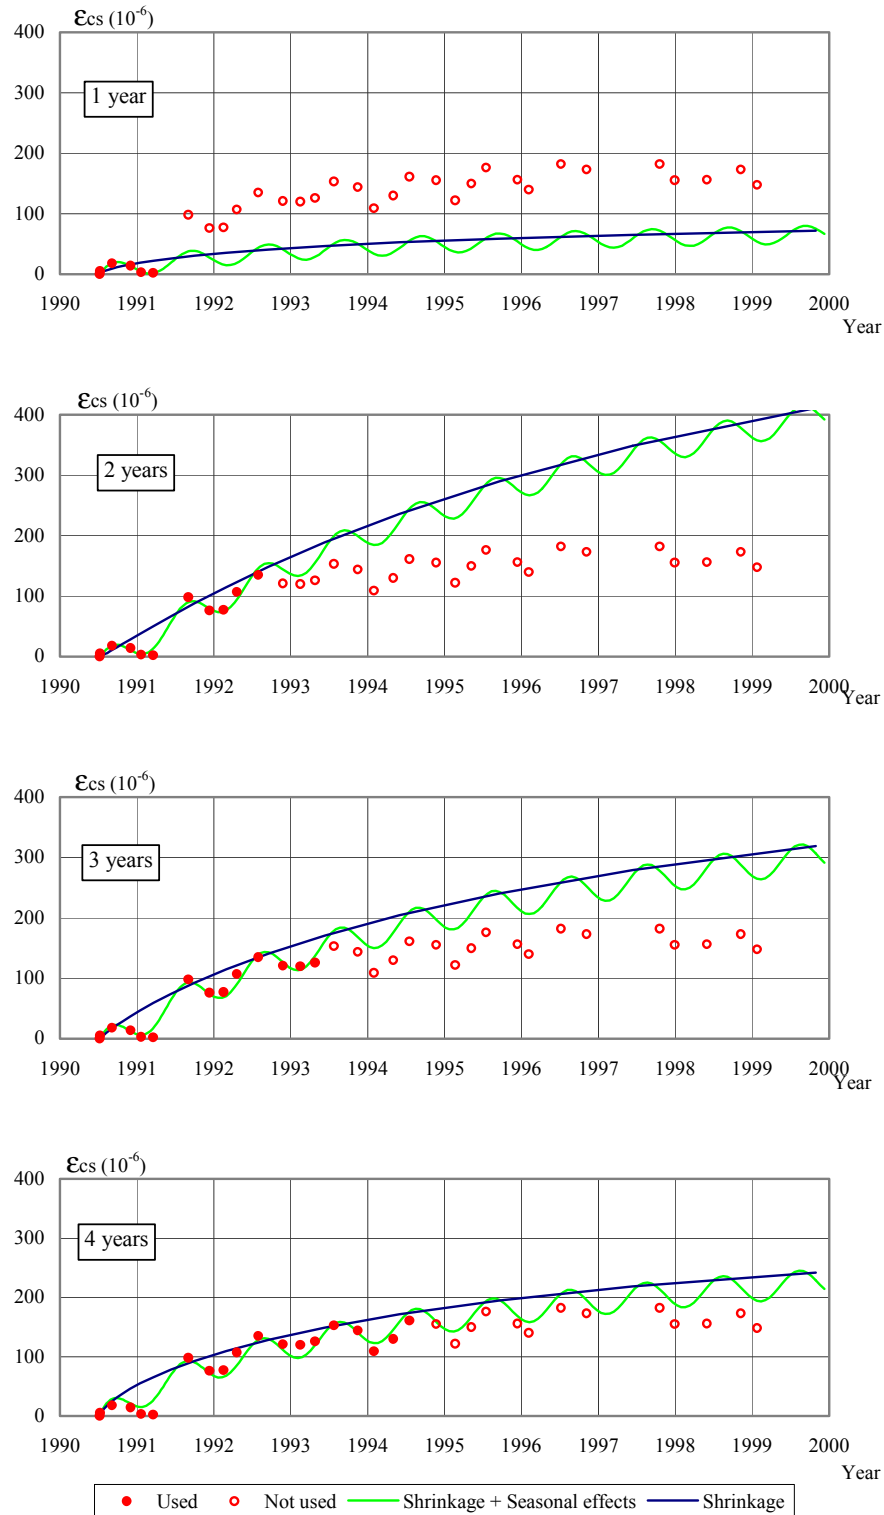 εcs (10⁻⁶)
400
300
1 year
200
100
0
1990 1991 1992 1993 1994 1995 1996 1997 1998 1999 2000
Year
εcs (10⁻⁶)
400
2 years
300
200
100
0
1990 1991 1992 1993 1994 1995 1996 1997 1998 1999 2000
Year
εcs (10⁻⁶)
400
3 years
300
200
100
0
1990 1991 1992 1993 1994 1995 1996 1997 1998 1999 2000
Year
εcs (10⁻⁶)
400
4 years
300
200
100
0
1990 1991 1992 1993 1994 1995 1996 1997 1998 1999 2000
Year
Used Not used Shrinkage + Seasonal effects Shrinkage